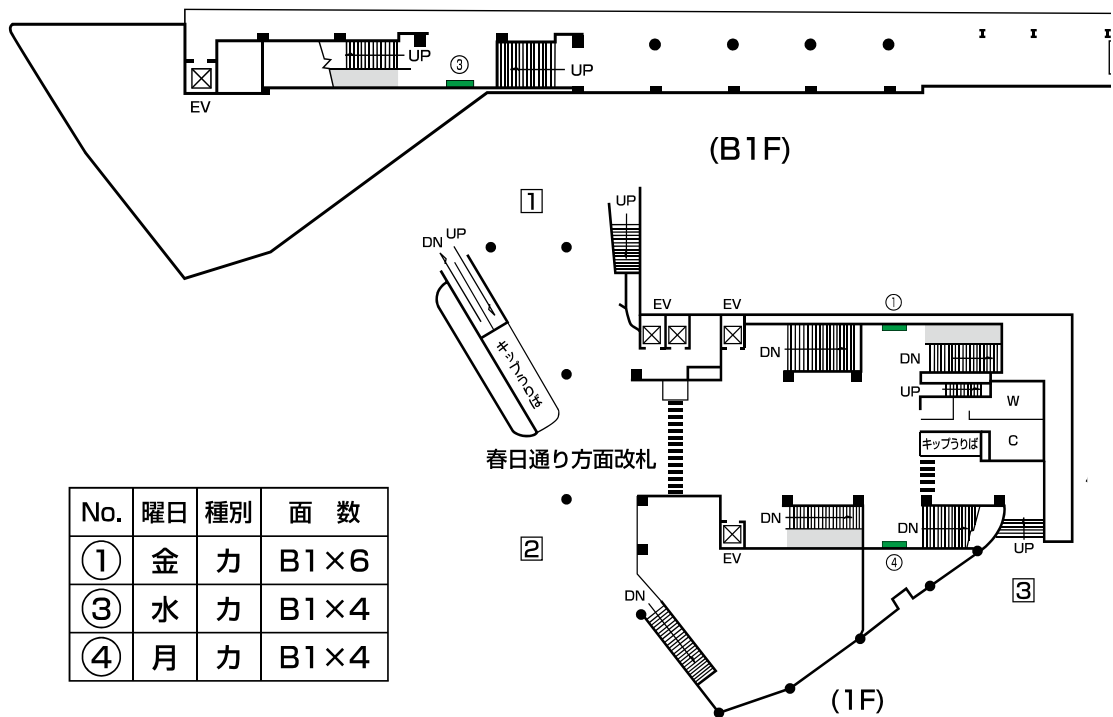 UP
③
UP
EV
(B1F)
1
UP
DN
UP
EV
EV
①
DN
DN
キップうりば
UP
W
キップうりば
C
春日通り方面改札
DN
DN
2
EV
④
UP
3
DN
(1F)
No. 曜日 種別 面 数
① 金 カ B1×6
③ 水 カ B1×4
④ 月 カ B1×4